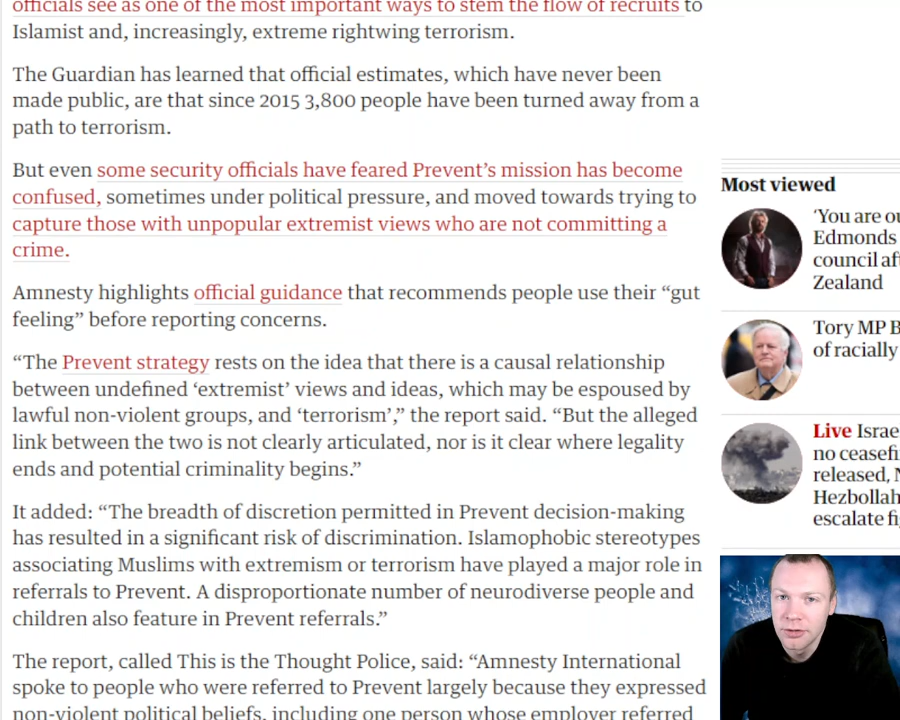 officials see as one of the most important ways to stem the flow of recruits to
Islamist and, increasingly, extreme rightwing terrorism.
The Guardian has learned that official estimates, which have never been
made public, are that since 2015 3,800 people have been turned away from a
path to terrorism.
But even some security officials have feared Prevent’s mission has become
confused, sometimes under political pressure, and moved towards trying to
capture those with unpopular extremist views who are not committing a
crime.
Amnesty highlights official guidance that recommends people use their “gut
feeling” before reporting concerns.
“The Prevent strategy rests on the idea that there is a causal relationship
between undefined ‘extremist’ views and ideas, which may be espoused by
lawful non-violent groups, and ‘terrorism’,” the report said. “But the alleged
link between the two is not clearly articulated, nor is it clear where legality
ends and potential criminality begins.”
It added: “The breadth of discretion permitted in Prevent decision-making
has resulted in a significant risk of discrimination. Islamophobic stereotypes
associating Muslims with extremism or terrorism have played a major role in
referrals to Prevent. A disproportionate number of neurodiverse people and
children also feature in Prevent referrals.”
The report, called This is the Thought Police, said: “Amnesty International
spoke to people who were referred to Prevent largely because they expressed
non-violent political beliefs, including one person whose employer referred
Most viewed
‘You are
Edmonds
council
Zealand
Tory MP
of racially
Live
no
released,
Hezbollah
escalate